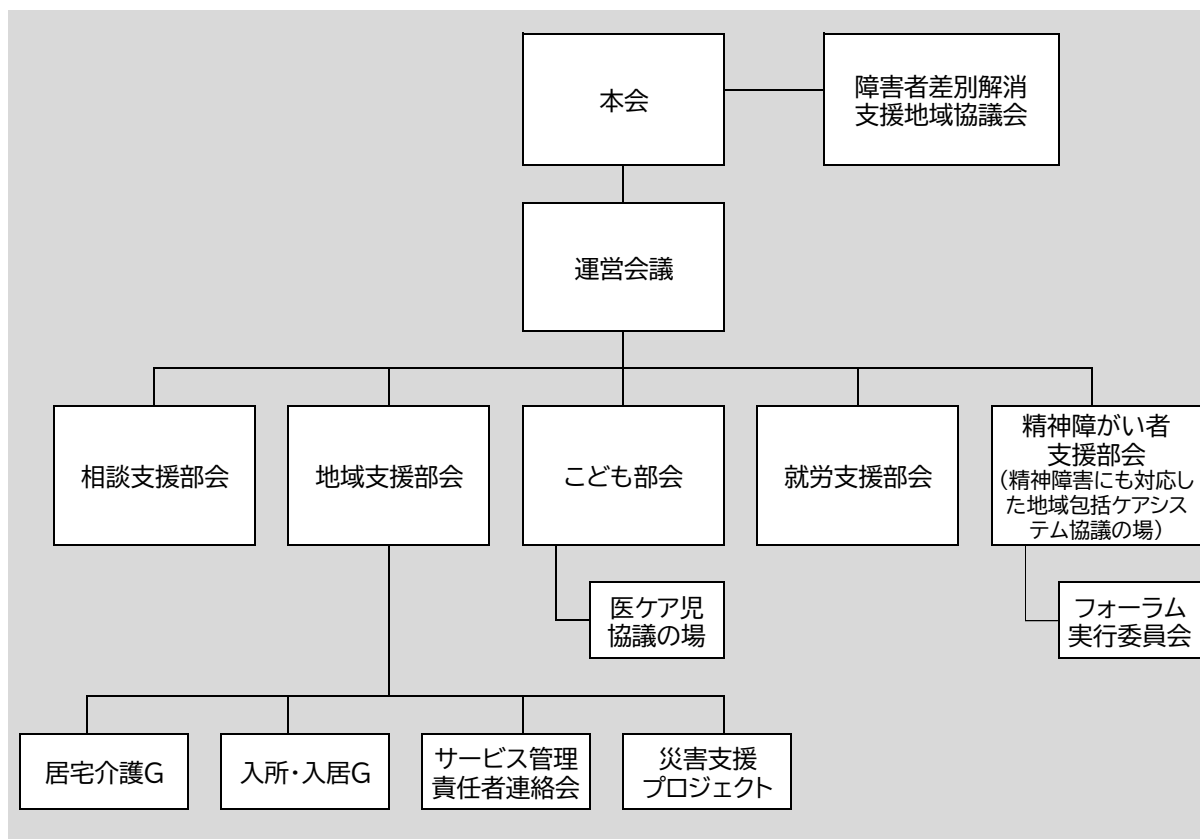 本会
障害者差別解消
支援地域協議会
運営会議
相談支援部会
地域支援部会
こども部会
就労支援部会
精神障がい者
支援部会
(精神障害にも対応し
た地域包括ケアシス
テム協議の場)
医ケア児
協議の場
フォーラム
実行委員会
居宅介護G
入所・入居G
サービス管理
責任者連絡会
災害支援
プロジェクト